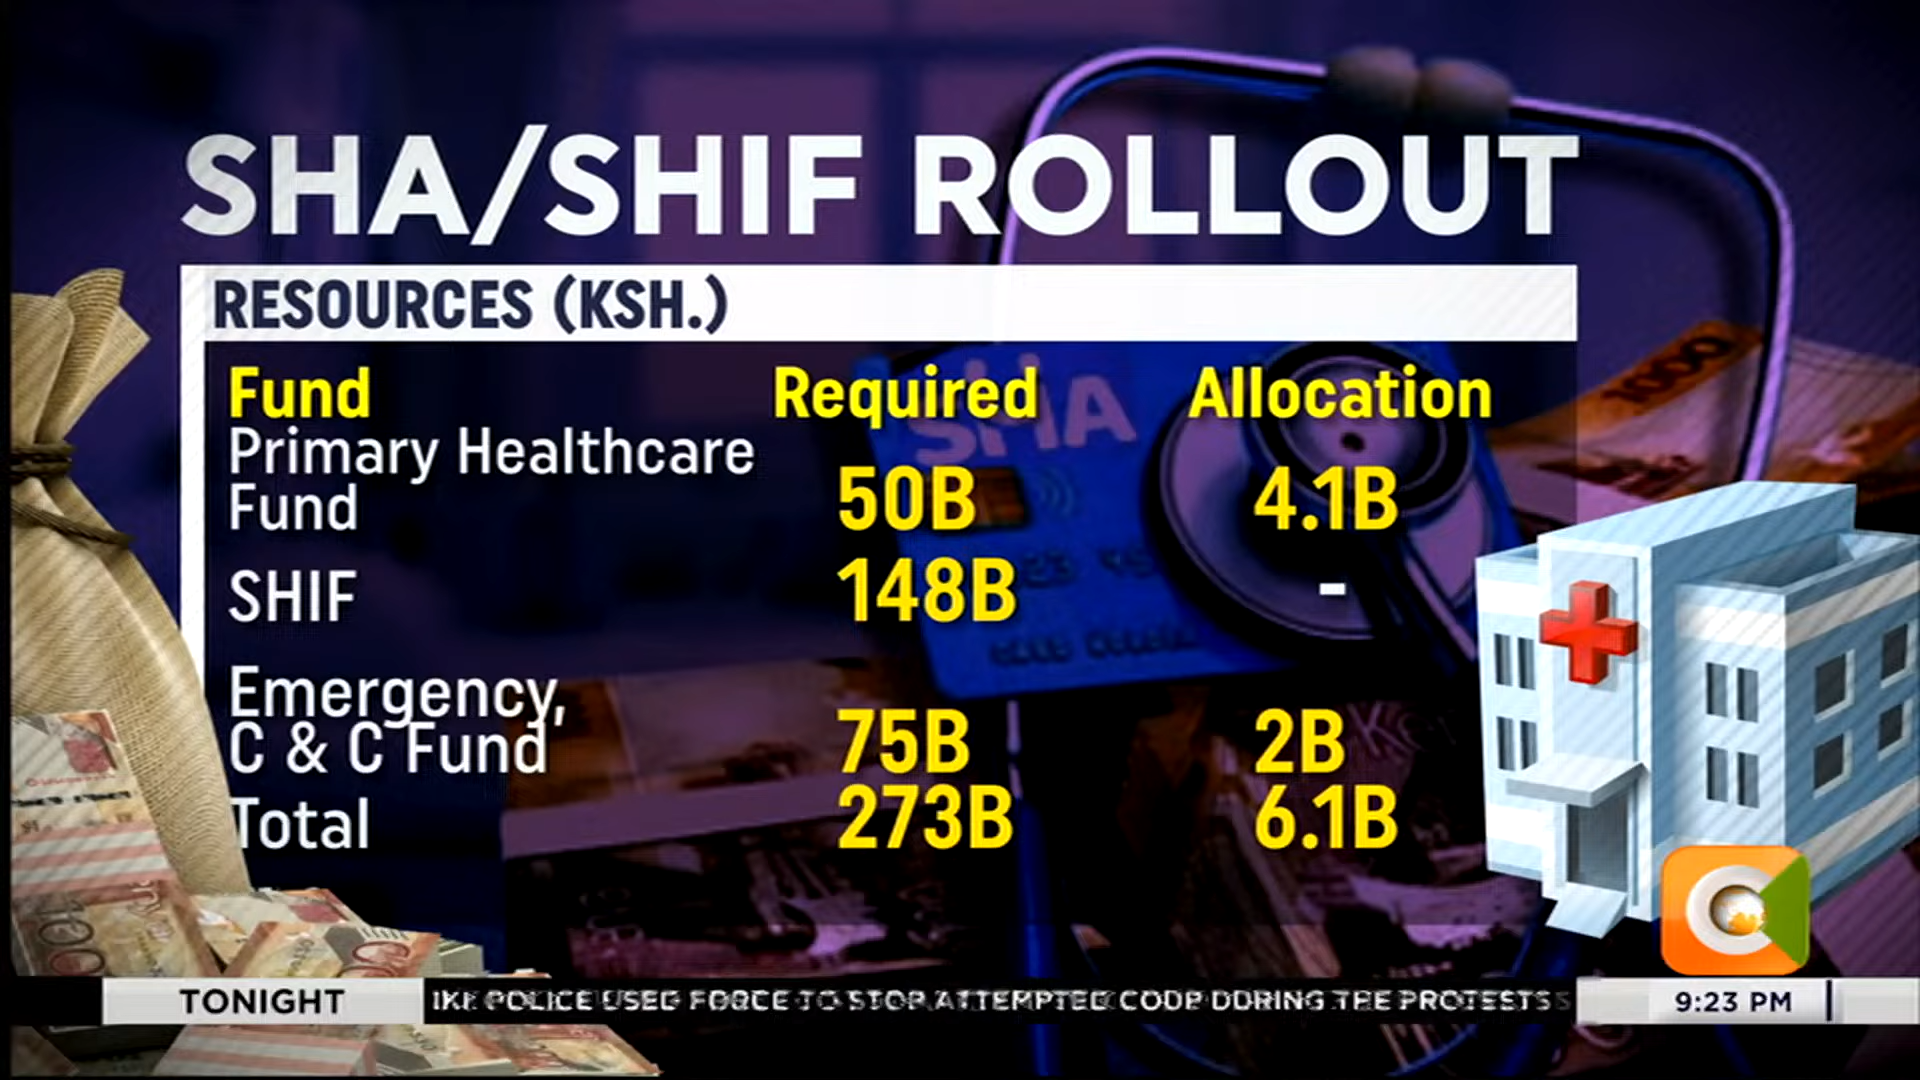 SHA/SHIF ROLLOUT
RESOURCES (KSH.)
Fund Required Allocation
Primary Healthcare
Fund 50B 4.1B
SHIF 148B -
Emergency,
C & C Fund 75B 2B
Total 273B 6.1B
SHA
1000
TONIGHT POLICE USED FORCE TO STOP ATTEMPTED COUP DURING THE PROTESTS 9:23 PM